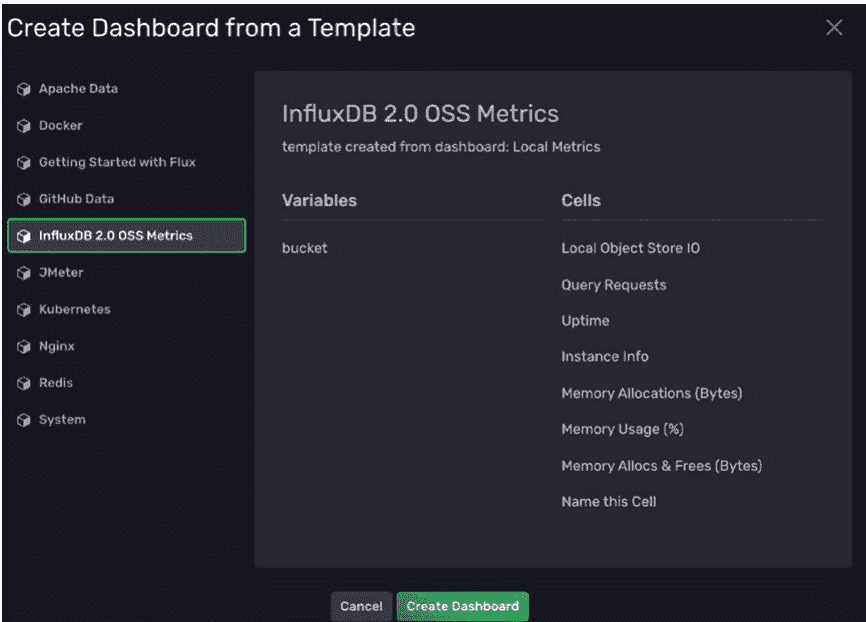 Create Dashboard from a Template
Apache Data
Docker
Getting Started with Flux
GitHub Data
InfluxDB 2.0 OSS Metrics
JMeter
Kubernetes
Nginx
Redis
System
InfluxDB 2.0 OSS Metrics
template created from dashboard: Local Metrics
Variables
bucket
Cells
Local Object Store IO
Query Requests
Uptime
Instance Info
Memory Allocations (Bytes)
Memory Usage (%)
Memory Allocs & Frees (Bytes)
Name this Cell
Cancel
Create Dashboard